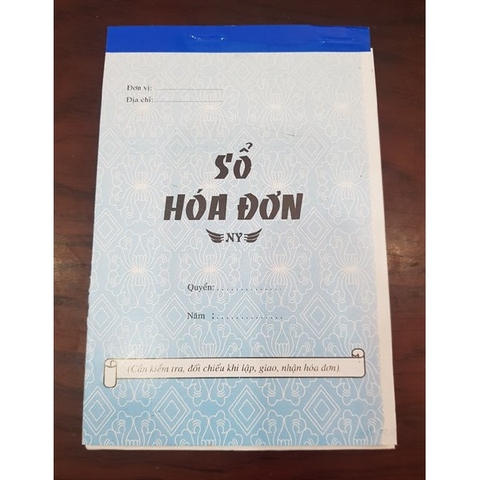 Đơn vị:
Địa chỉ:
SỔ
HÓA ĐƠN
NY
Quyển:...............
Năm :...............
(Cần kiểm tra, đối chiếu khi lập, giao, nhận hóa đơn)